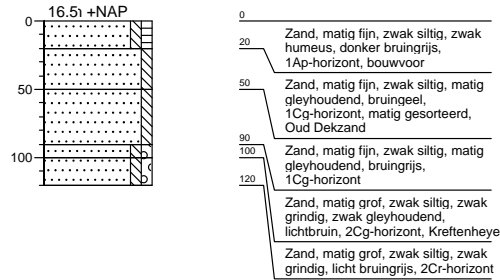 16.5 +NAP
0
50
100
0
Zand, matig fijn, zwak siltig, zwak
humeus, donker bruingrijs,
1Ap-horizont, bouwvoor
20
Zand, matig fijn, zwak siltig, matig
gleyhoudend, bruingeel,
1Cg-horizont, matig gesorteerd,
Oud Dekzand
50
Zand, matig fijn, zwak siltig, matig
gleyhoudend, bruingrijs,
1Cg-horizont
90
100
Zand, matig grof, zwak siltig, zwak
grindig, zwak gleyhoudend,
lichtbruin, 2Cg-horizont, Kreftenheye
120
Zand, matig grof, zwak siltig, zwak
grindig, licht bruingrijs, 2Cr-horizont